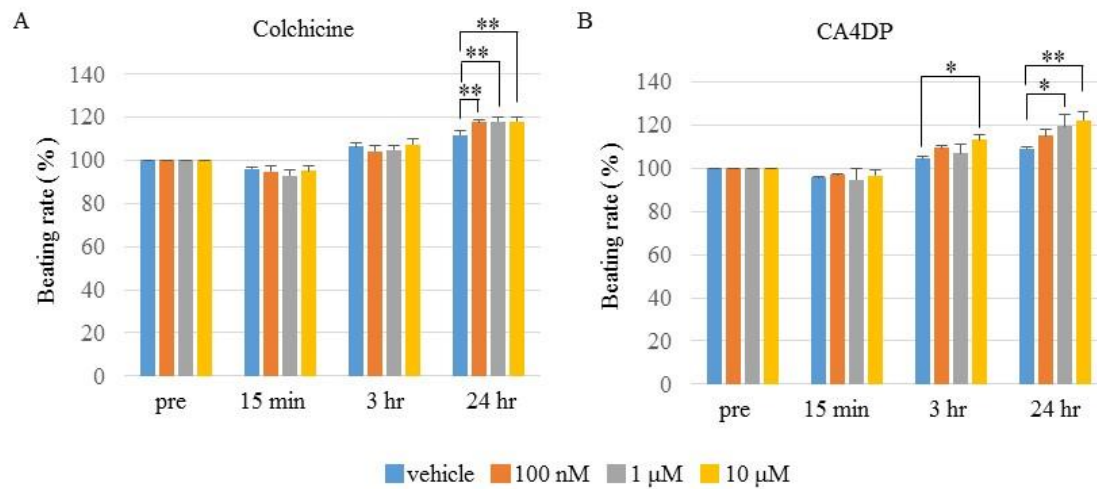 A
Colchicine
**
**
**
140
120
100
80
60
40
20
0
Beating rate ( % )
pre 15 min 3 hr 24 hr
B
CA4DP
*
**
*
140
120
100
80
60
40
20
0
Beating rate ( % )
pre 15 min 3 hr 24 hr
vehicle 100 nM 1 μM 10 μM